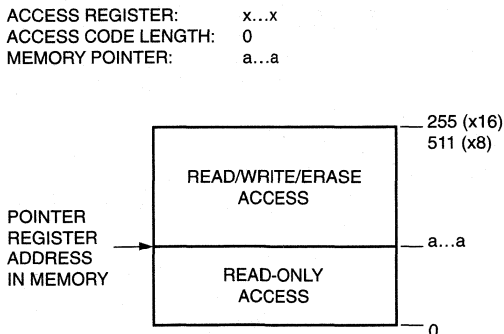 ACCESS REGISTER: x...x
ACCESS CODE LENGTH: 0
MEMORY POINTER: a...a
255 (x16)
511 (x8)
READ/WRITE/ERASE
ACCESS
POINTER
REGISTER
ADDRESS
IN MEMORY
a...a
READ-ONLY
ACCESS
0